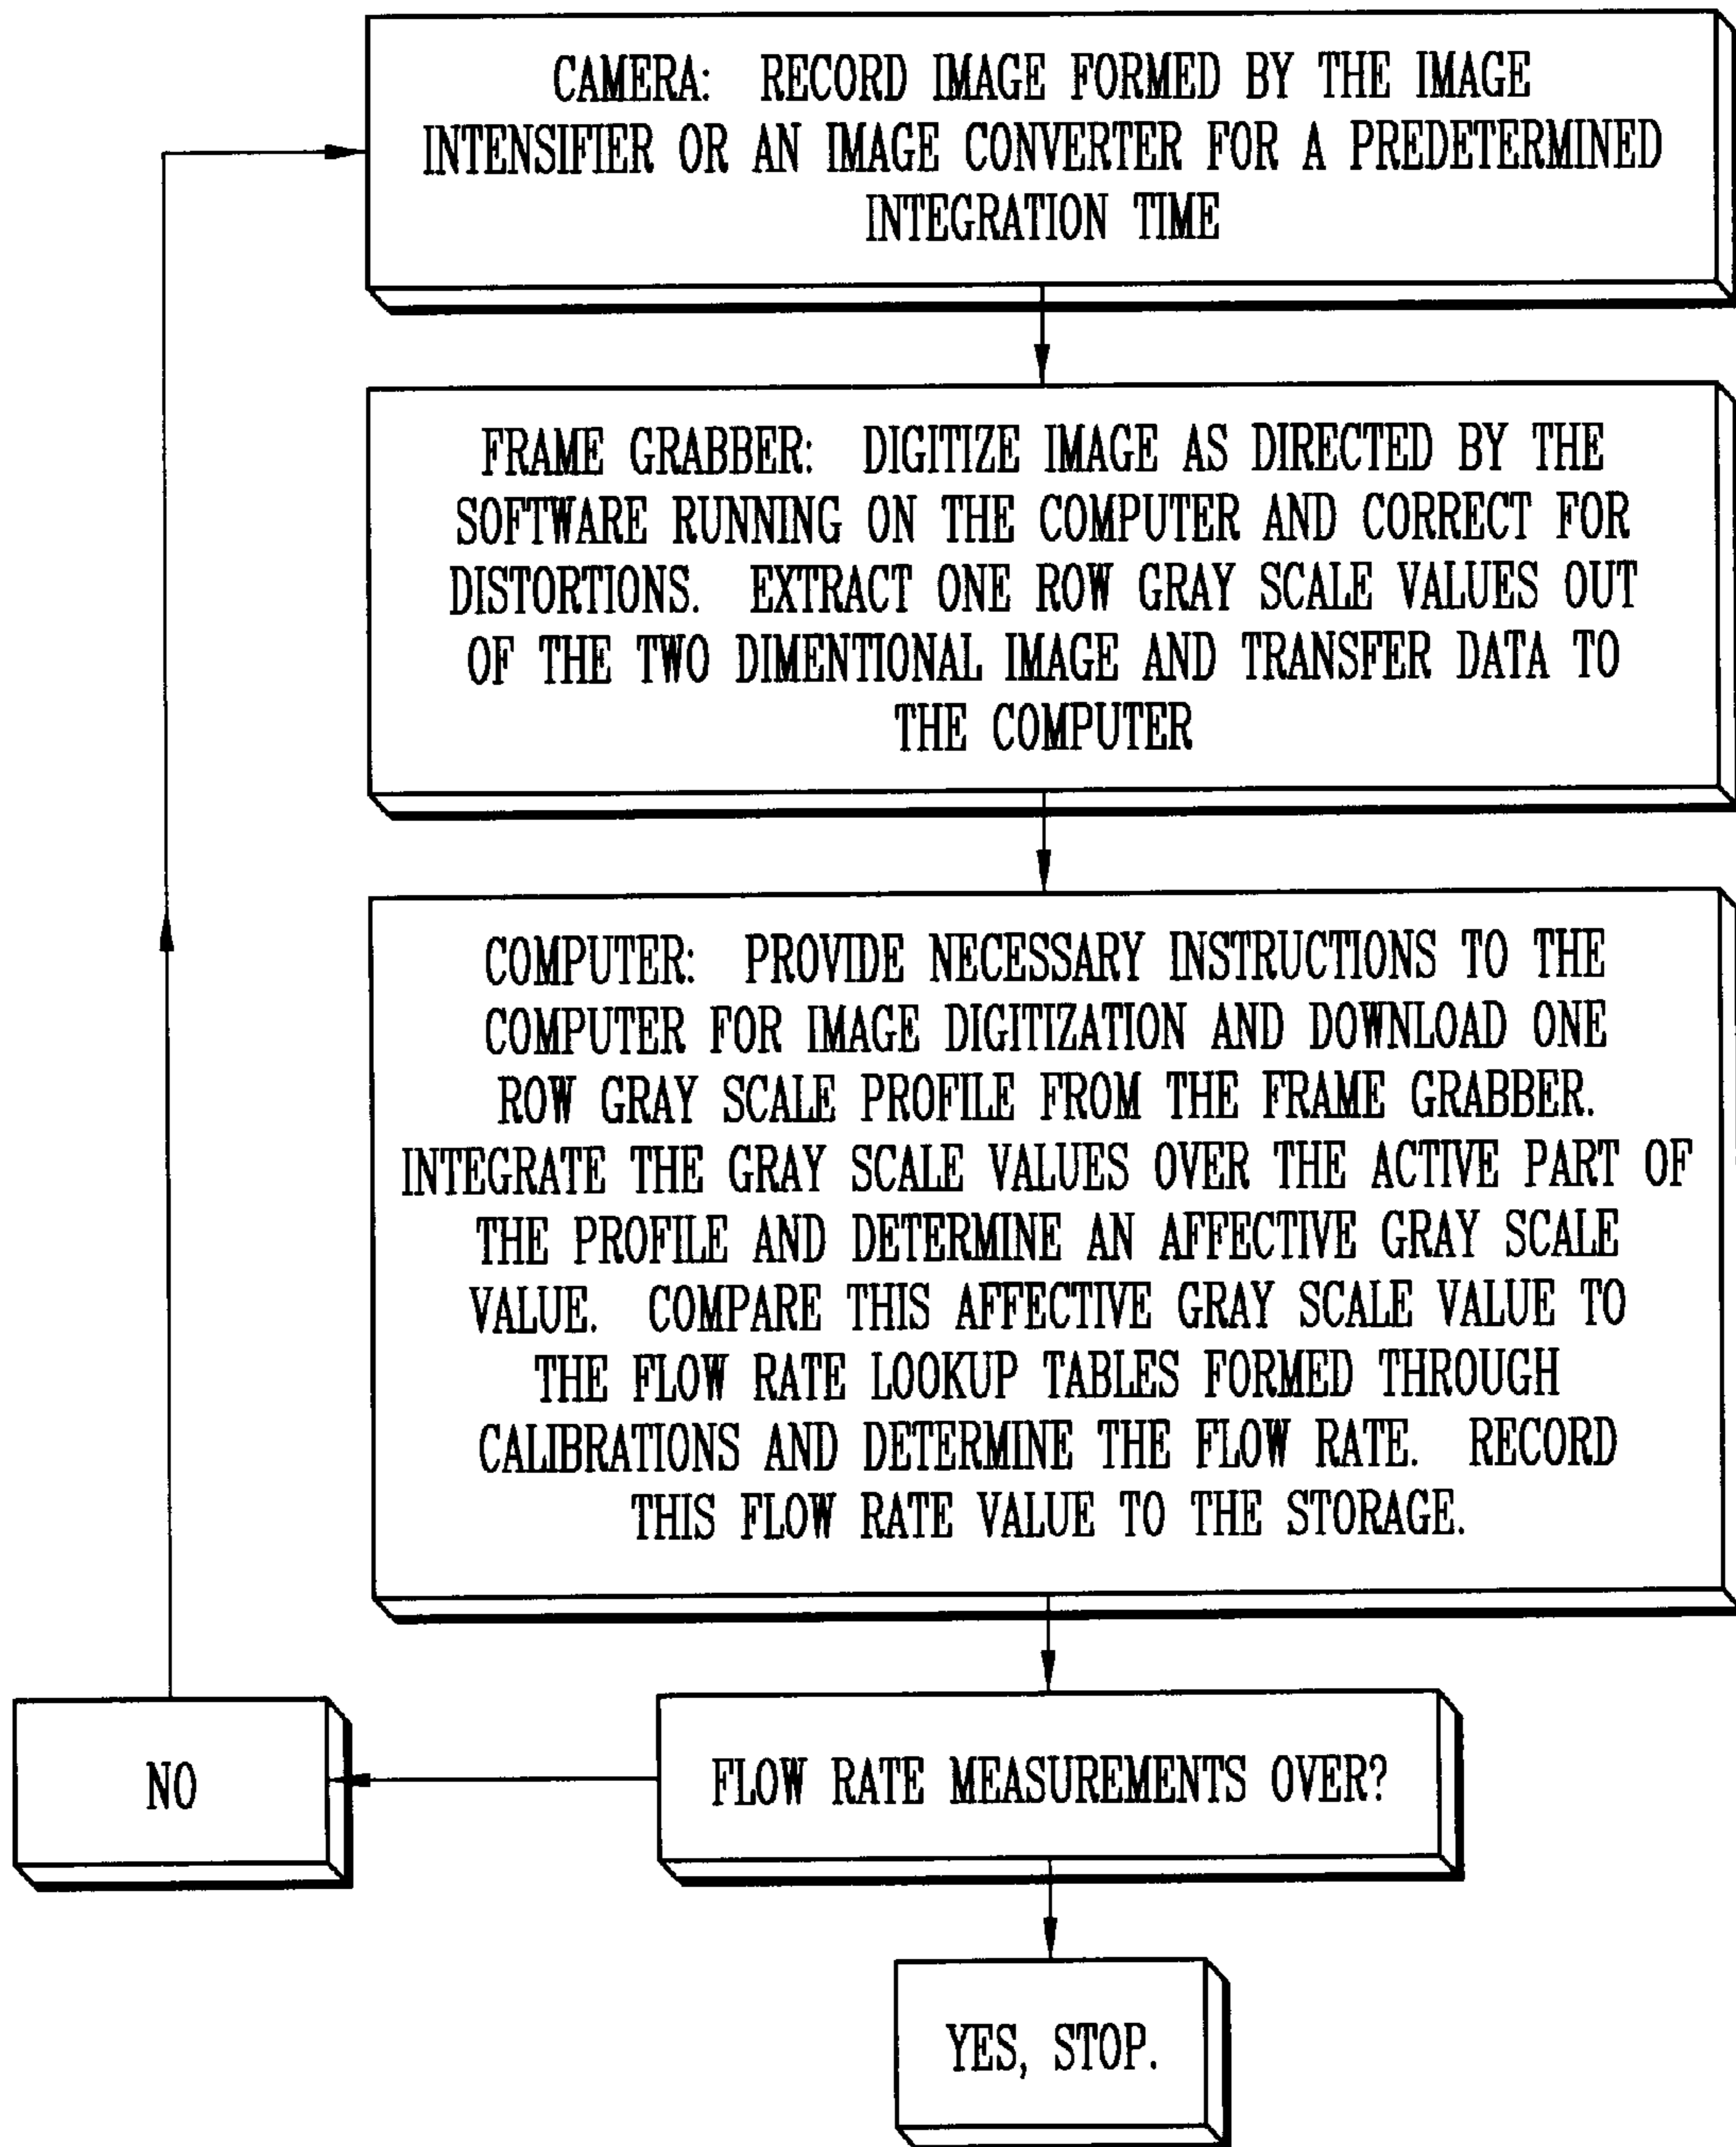 CAMERA: RECORD IMAGE FORMED BY THE IMAGE
INTENSIFIER OR AN IMAGE CONVERTER FOR A PREDETERMINED
INTEGRATION TIME
FRAME GRABBER: DIGITIZE IMAGE AS DIRECTED BY THE
SOFTWARE RUNNING ON THE COMPUTER AND CORRECT FOR
DISTORTIONS. EXTRACT ONE ROW GRAY SCALE VALUES OUT
OF THE TWO DIMENTIONAL IMAGE AND TRANSFER DATA TO
THE COMPUTER
COMPUTER: PROVIDE NECESSARY INSTRUCTIONS TO THE
COMPUTER FOR IMAGE DIGITIZATION AND DOWNLOAD ONE
ROW GRAY SCALE PROFILE FROM THE FRAME GRABBER.
INTEGRATE THE GRAY SCALE VALUES OVER THE ACTIVE PART OF
THE PROFILE AND DETERMINE AN AFFECTIVE GRAY SCALE
VALUE. COMPARE THIS AFFECTIVE GRAY SCALE VALUE TO
THE FLOW RATE LOOKUP TABLES FORMED THROUGH
CALIBRATIONS AND DETERMINE THE FLOW RATE. RECORD
THIS FLOW RATE VALUE TO THE STORAGE.
NO
FLOW RATE MEASUREMENTS OVER?
YES, STOP.